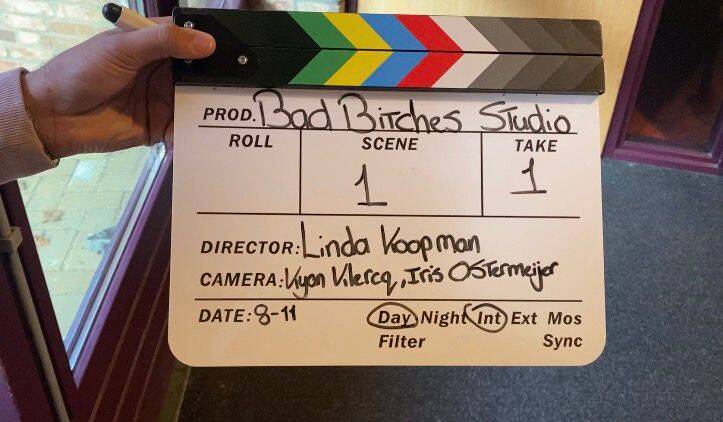 PROD. Bad Bitches Studio
ROLL SCENE TAKE
1 1
DIRECTOR: Linda Koopman
CAMERA: Kyon Klercq, Iris Ostermeijer
DATE: 8-11 Day Night Int Ext Mos
Filter Sync